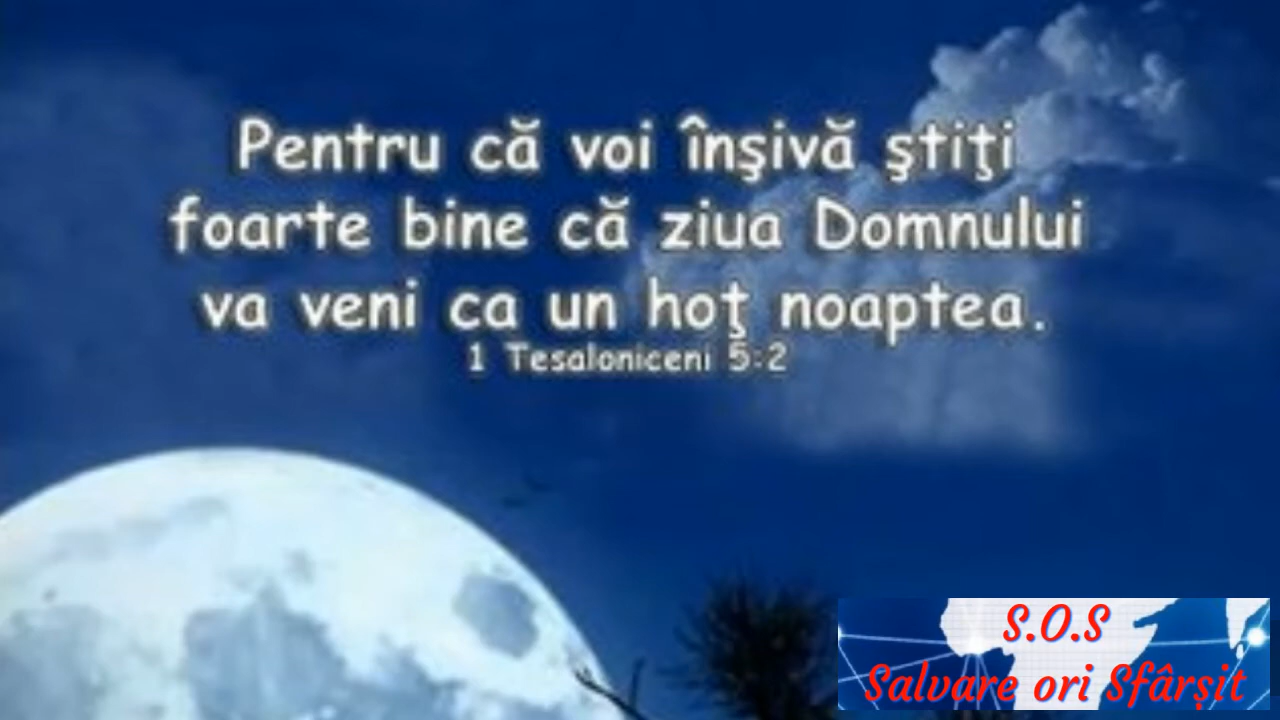 Pentru că voi înşivă ştiţi
foarte bine că ziua Domnului
va veni ca un hoţ noaptea.
1 Tesaloniceni 5:2
S.O.S
Salvare ori Sfârșit